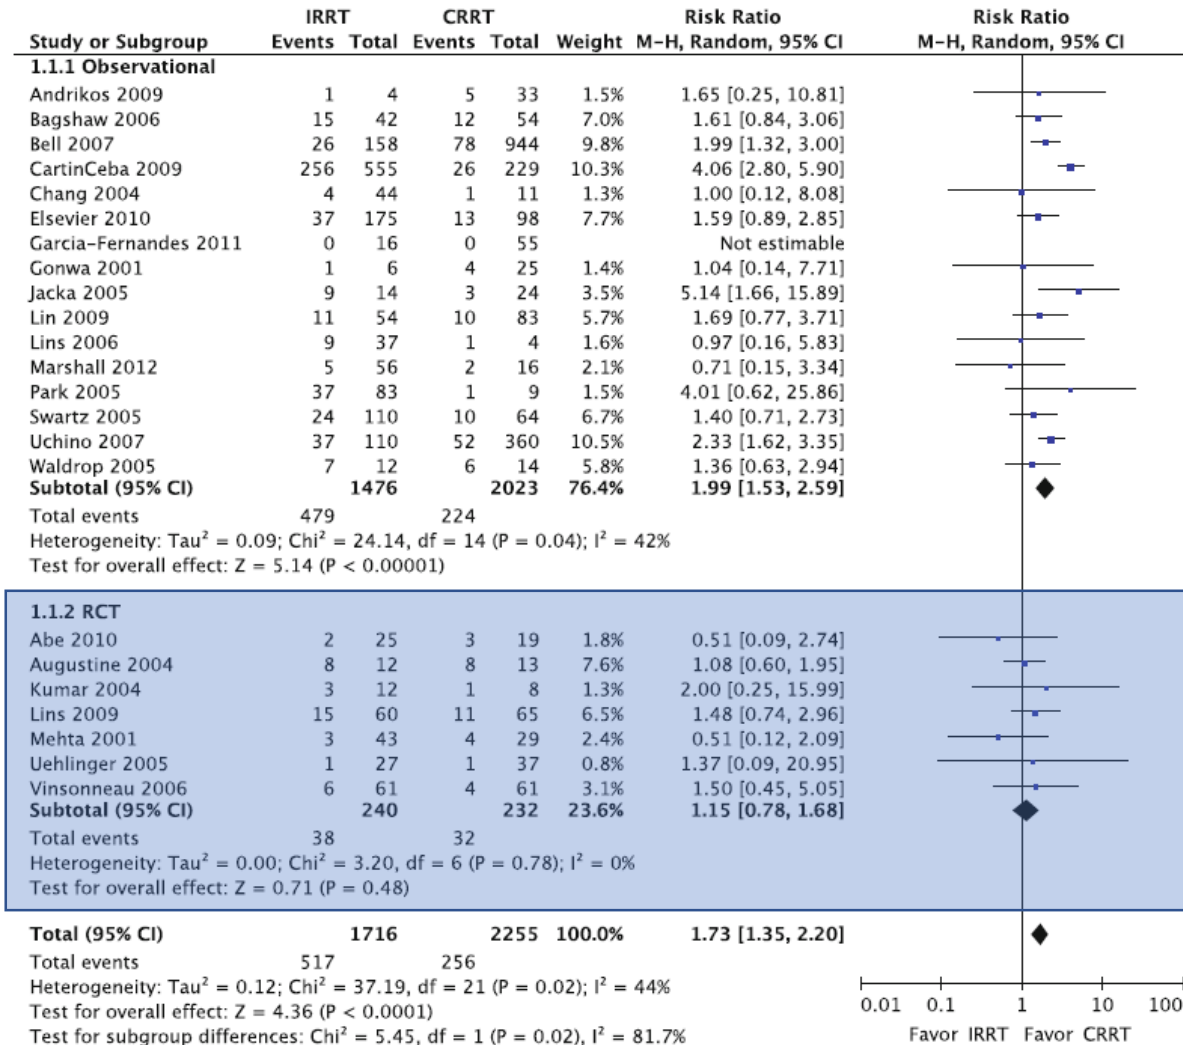 IRRT CRRT Risk Ratio Risk Ratio
Study or Subgroup Events Total Events Total Weight M-H, Random, 95% CI M-H, Random, 95% CI
1.1.1 Observational
Andrikos 2009 1 4 5 33 1.5% 1.65 [0.25, 10.81]
Bagshaw 2006 15 42 12 54 7.0% 1.61 [0.84, 3.06]
Bell 2007 26 158 78 944 9.8% 1.99 [1.32, 3.00]
CartinCeba 2009 256 555 26 229 10.3% 4.06 [2.80, 5.90]
Chang 2004 4 44 1 11 1.3% 1.00 [0.12, 8.08]
Elsevier 2010 37 175 13 98 7.7% 1.59 [0.89, 2.85]
Garcia-Fernandes 2011 0 16 0 55 Not estimable
Gonwa 2001 1 6 4 25 1.4% 1.04 [0.14, 7.71]
Jacka 2005 9 14 3 24 3.5% 5.14 [1.66, 15.89]
Lin 2009 11 54 10 83 5.7% 1.69 [0.77, 3.71]
Lins 2006 9 37 1 4 1.6% 0.97 [0.16, 5.83]
Marshall 2012 5 56 2 16 2.1% 0.71 [0.15, 3.34]
Park 2005 37 83 1 9 1.6% 4.01 [0.62, 25.86]
Swartz 2005 24 110 10 64 6.7% 1.40 [0.71, 2.73]
Uchino 2007 37 110 52 360 10.5% 2.33 [1.62, 3.35]
Waldrop 2005 7 12 6 14 5.8% 1.36 [0.63, 2.94]
Subtotal (95% CI) 1476 2023 76.4% 1.99 [1.53, 2.59]
Total events 479 224
Heterogeneity: Tau² = 0.09; Chi² = 24.14, df = 14 (P = 0.04); I² = 42%
Test for overall effect: Z = 5.14 (P < 0.00001)
1.1.2 RCT
Abe 2010 2 25 3 19 1.8% 0.51 [0.09, 2.74]
Augustine 2004 8 12 8 13 7.6% 1.08 [0.60, 1.95]
Kumar 2004 3 12 1 8 1.3% 2.00 [0.25, 15.99]
Lins 2009 15 60 11 65 6.5% 1.48 [0.74, 2.96]
Mehta 2001 3 43 4 29 2.4% 0.51 [0.12, 2.09]
Uehlinger 2005 1 27 1 37 0.8% 1.37 [0.09, 20.95]
Vinsonneau 2006 6 61 4 61 3.1% 1.50 [0.45, 5.05]
Subtotal (95% CI) 240 232 23.6% 1.15 [0.78, 1.68]
Total events 38 32
Heterogeneity: Tau² = 0.00; Chi² = 3.20, df = 6 (P = 0.78); I² = 0%
Test for overall effect: Z = 0.71 (P = 0.48)
Total (95% CI) 1716 2255 100.0% 1.73 [1.35, 2.20]
Total events 517 256
Heterogeneity: Tau² = 0.12; Chi² = 37.19, df = 21 (P = 0.02); I² = 44%
Test for overall effect: Z = 4.36 (P < 0.0001)
Test for subgroup differences: Chi² = 5.45, df = 1 (P = 0.02), I² = 81.7%
0.01 0.1 1 10 100
Favor IRRT Favor CRRT